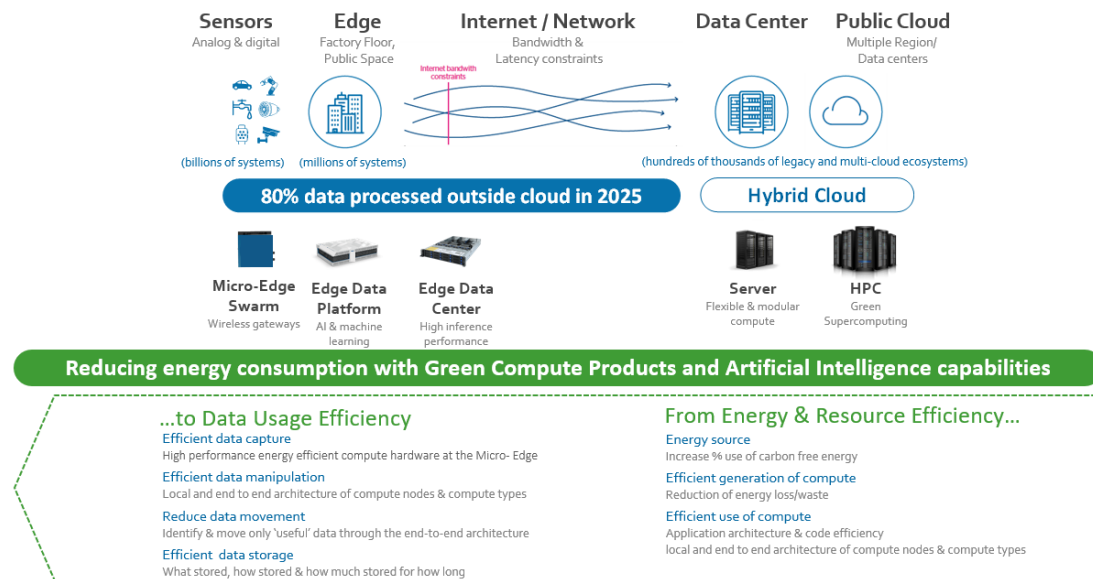 Sensors
Analog & digital
Edge
Factory Floor,
Public Space
Internet / Network
Bandwidth &
Latency constraints
Data Center
Public Cloud
Multiple Region/
Data centers
Internet bandwith
constraints
(billions of systems)
(millions of systems)
(hundreds of thousands of legacy and multi-cloud ecosystems)
80% data processed outside cloud in 2025
Hybrid Cloud
Micro-Edge
Swarm
Wireless gateways
Edge Data
Platform
AI & machine
learning
Edge Data
Center
High inference
performance
Server
Flexible & modular
compute
HPC
Green
Supercomputing
Reducing energy consumption with Green Compute Products and Artificial Intelligence capabilities
...to Data Usage Efficiency
Efficient data capture
High performance energy efficient compute hardware at the Micro- Edge
Efficient data manipulation
Local and end to end architecture of compute nodes & compute types
Reduce data movement
Identify & move only ‘useful’ data through the end-to-end architecture
Efficient  data storage
What stored, how stored & how much stored for how long
From Energy & Resource Efficiency...
Energy source
Increase % use of carbon free energy
Efficient generation of compute
Reduction of energy loss/waste
Efficient use of compute
Application architecture & code efficiency
local and end to end architecture of compute nodes & compute types